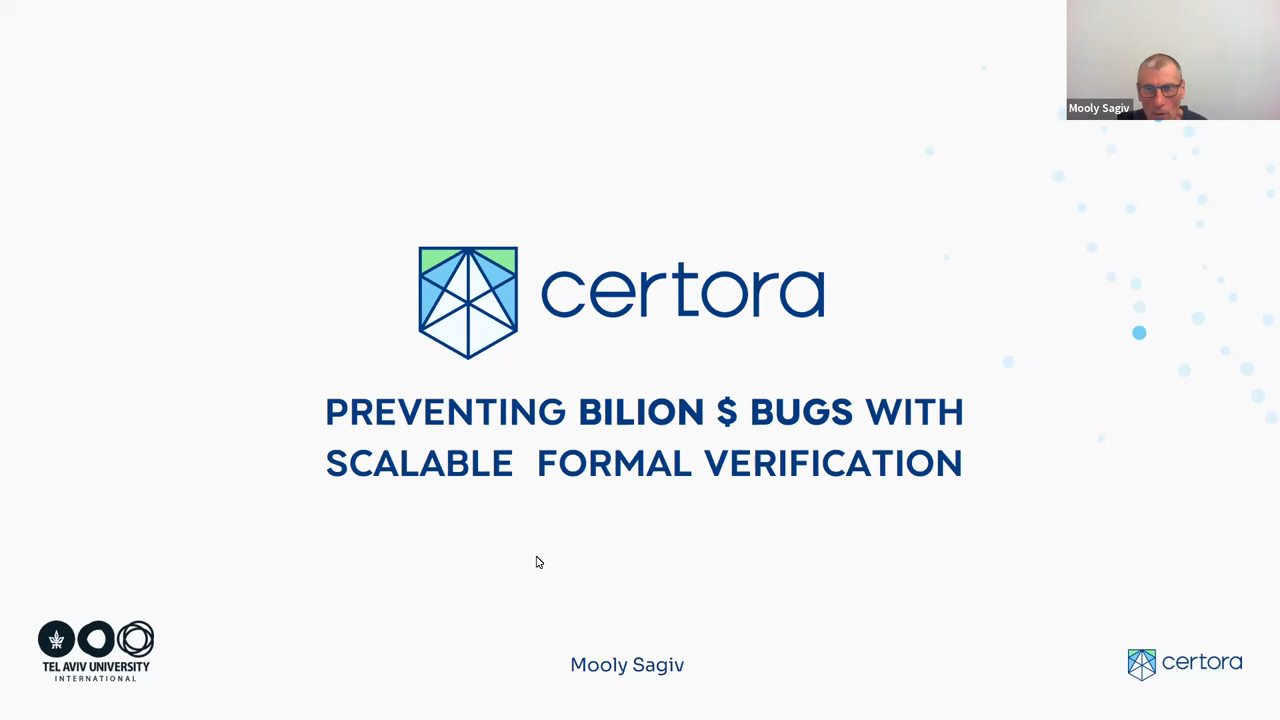 Mooly Sagiv
certora
PREVENTING BILION $ BUGS WITH
SCALABLE FORMAL VERIFICATION
TEL AVIV UNIVERSITY
INTERNATIONAL
Mooly Sagiv
certora